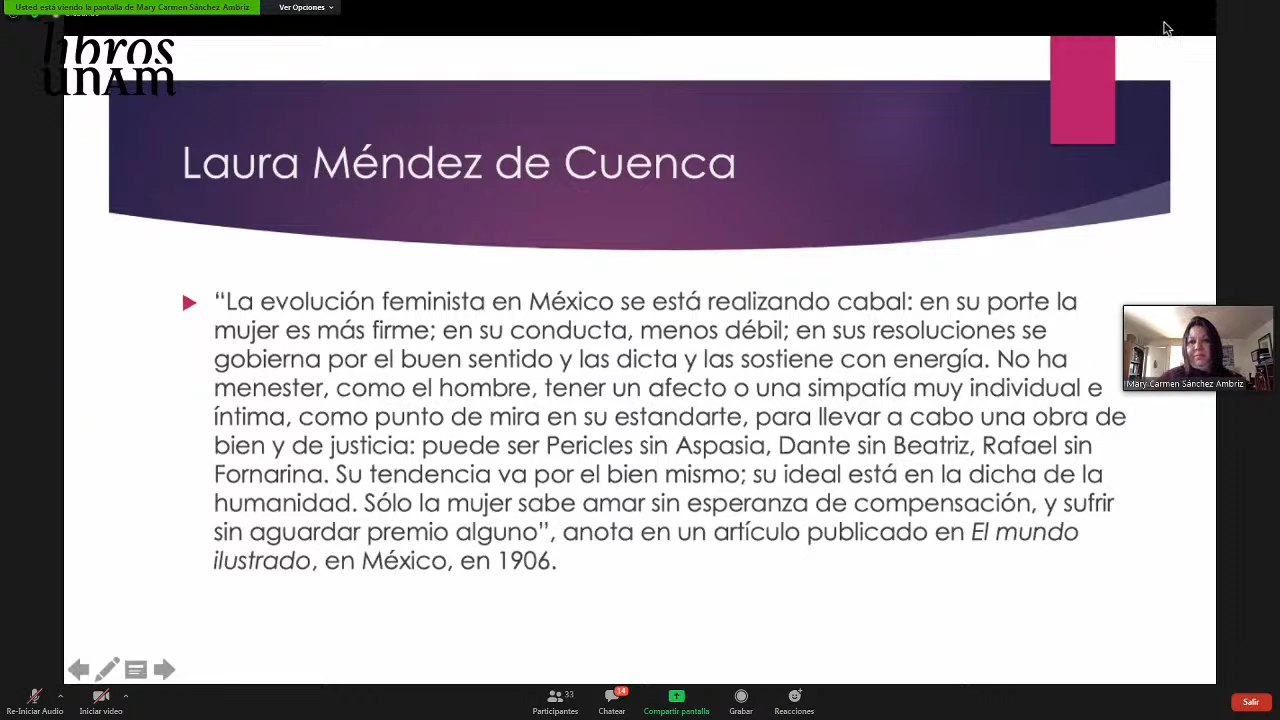 Usted está viendo la pantalla de Mary Carmen Sánchez Ambriz
Ver Opciones
libros
unam
Laura Méndez de Cuenca
“La evolución feminista en México se está realizando cabal: en su porte la
mujer es más firme; en su conducta, menos débil; en sus resoluciones se
gobierna por el buen sentido y las dicta y las sostiene con energía. No ha
menester, como el hombre, tener un afecto o una simpatía muy individual e
íntima, como punto de mira en su estandarte, para llevar a cabo una obra de
bien y de justicia: puede ser Pericles sin Aspasia, Dante sin Beatriz, Rafael sin
Fornarina. Su tendencia va por el bien mismo; su ideal está en la dicha de la
humanidad. Sólo la mujer sabe amar sin esperanza de compensación, y sufrir
sin aguardar premio alguno”, anota en un artículo publicado en El mundo
ilustrado, en México, en 1906.
Mary Carmen Sánchez Ambriz
Re-Iniciar Audio
Iniciar video
33
Participantes
14
Chatear
Compartir pantalla
Grabar
Reacciones
Salir